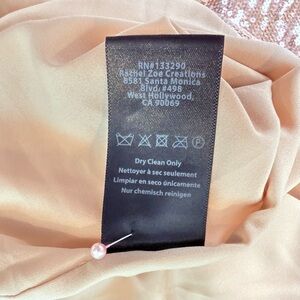 RN#133290
Rachel Zoe Creations
8581 Santa Monica
Blvd. #498
West Hollywood,
CA 90069
Dry Clean Only
Nettoyer à sec seulement
Limpiar en seco únicamente
Nur chemisch reinigen